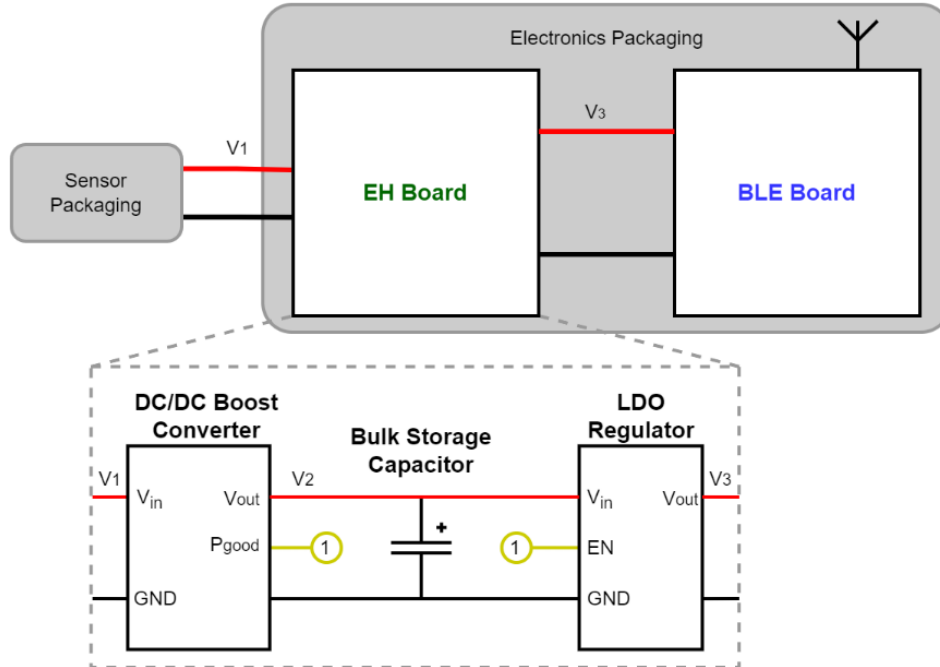 Electronics Packaging
V1
V3
Sensor
Packaging
EH Board
BLE Board
DC/DC Boost
Converter
Bulk Storage
Capacitor
LDO
Regulator
V1
Vin
Vout
V2
Vin
Vout
V3
Pgood
1
+
1
EN
GND
GND